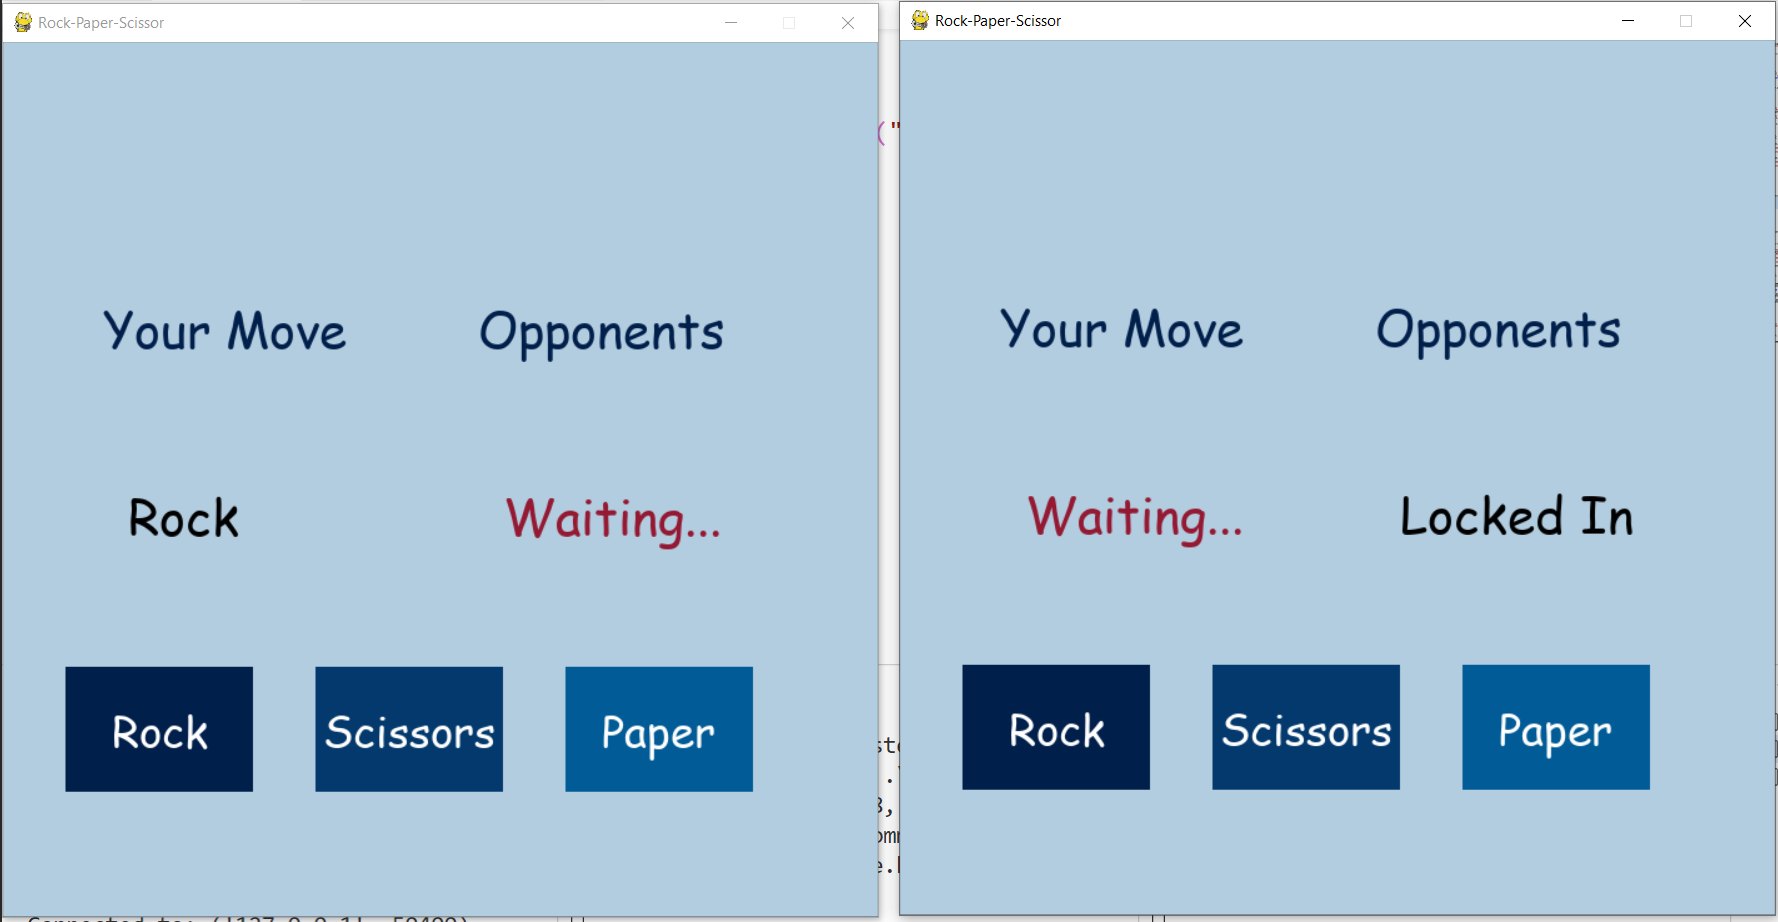 Rock-Paper-Scissor
Your Move Opponents
Rock Waiting...
Rock Scissors Paper
Rock-Paper-Scissor
Your Move Opponents
Waiting... Locked In
Rock Scissors Paper
("